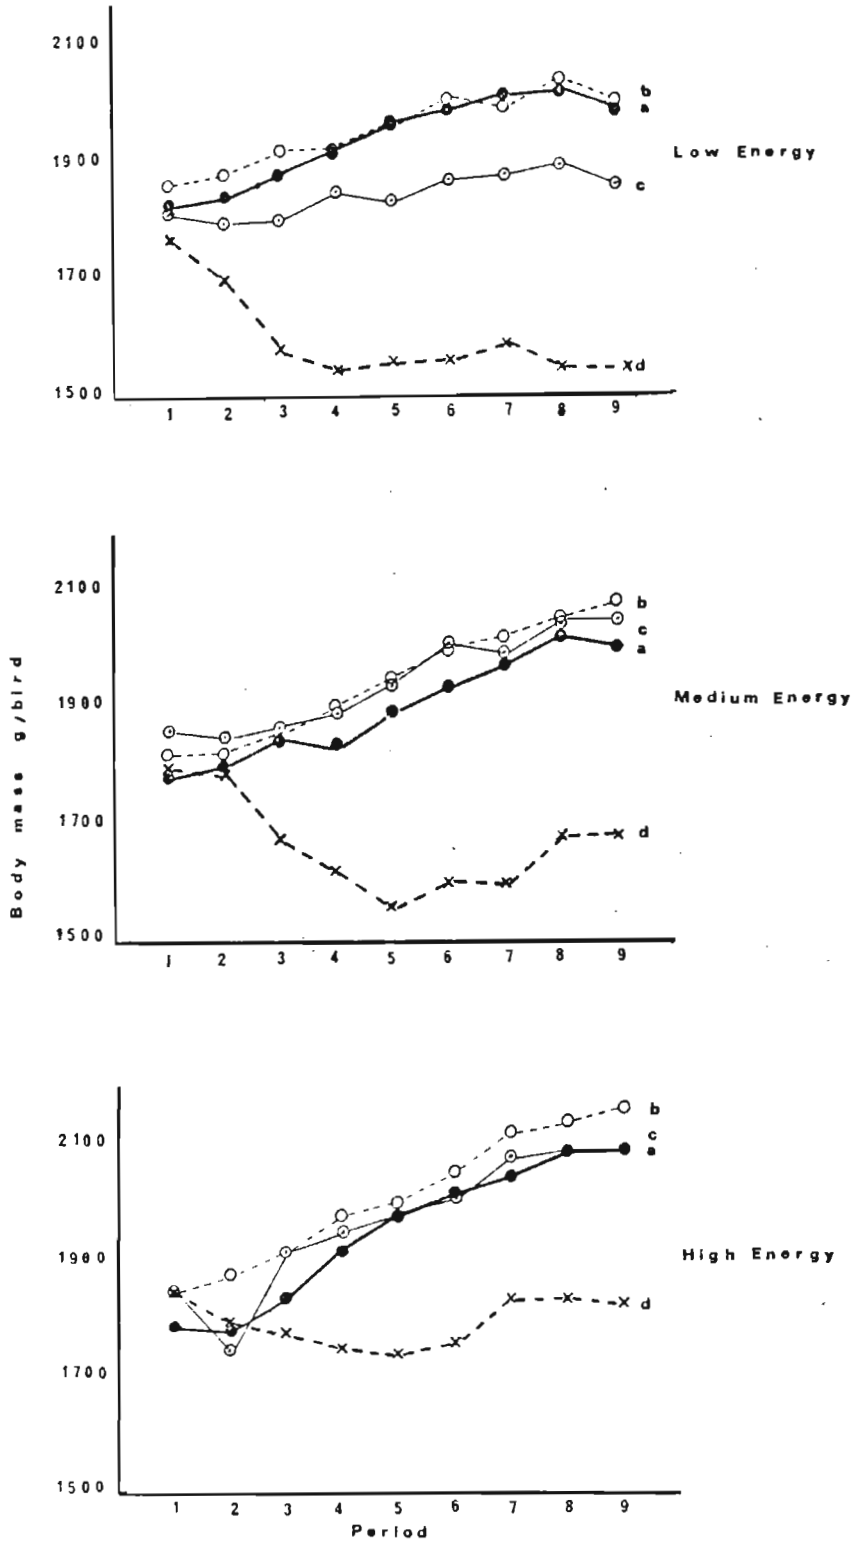 2100
b
a
Low Energy
1900
c
1700
d
1500
1 2 3 4 5 6 7 8 9
2100
b
c
a
Medium Energy
1900
Body mass g/bird
1700
d
1500
1 2 3 4 5 6 7 8 9
2100
b
c
a
1900
High Energy
d
1700
1500
1 2 3 4 5 6 7 8 9
Period